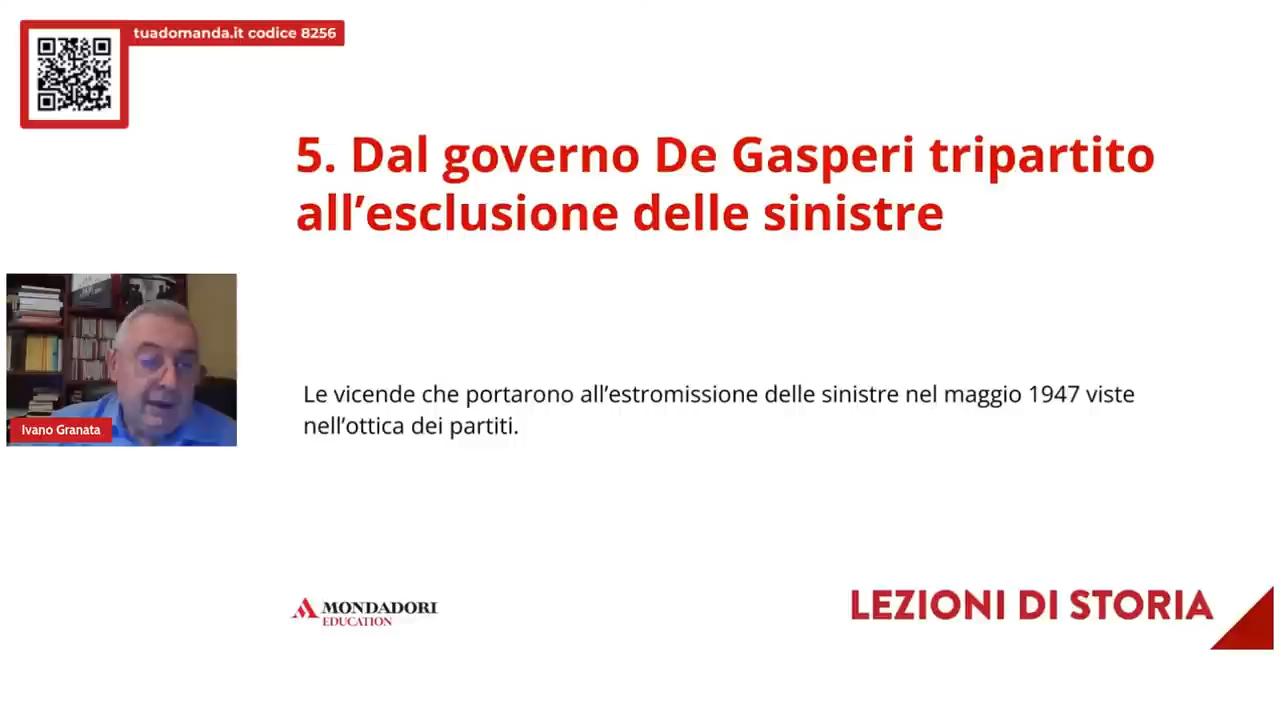 tuadomanda.it codice 8256
5. Dal governo De Gasperi tripartito
all’esclusione delle sinistre
Le vicende che portarono all’estromissione delle sinistre nel maggio 1947 viste
nell’ottica dei partiti.
Ivano Granata
MONDADORI
EDUCATION
LEZIONI DI STORIA